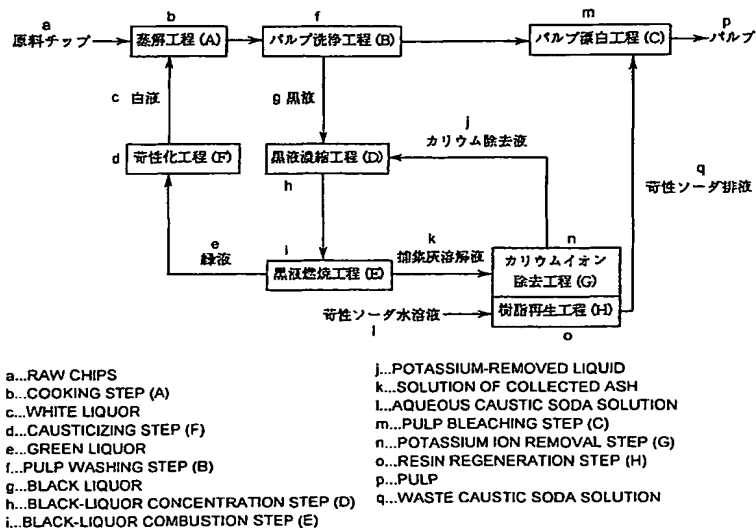 a
原料チップ
b
蒸解工程(A)
f
パルプ洗浄工程(B)
m
パルプ漂白工程(C)
p
パルプ
c 白液
g 黒液
j
カリウム除去液
d 苛性化工程(F)
黒液濃縮工程(D)
h
q
苛性ソーダ排液
e
緑液
i
黒液燃焼工程(E)
k
捕集灰溶解液
n
カリウムイオン
除去工程(G)
苛性ソーダ水溶液
l
樹脂再生工程(H)
o
a...RAW CHIPS
b...COOKING STEP (A)
c...WHITE LIQUOR
d...CAUSTICIZING STEP (F)
e...GREEN LIQUOR
f...PULP WASHING STEP (B)
g...BLACK LIQUOR
h...BLACK-LIQUOR CONCENTRATION STEP (D)
i...BLACK-LIQUOR COMBUSTION STEP (E)
j...POTASSIUM-REMOVED LIQUID
k...SOLUTION OF COLLECTED ASH
l...AQUEOUS CAUSTIC SODA SOLUTION
m...PULP BLEACHING STEP (C)
n...POTASSIUM ION REMOVAL STEP (G)
o...RESIN REGENERATION STEP (H)
p...PULP
q...WASTE CAUSTIC SODA SOLUTION